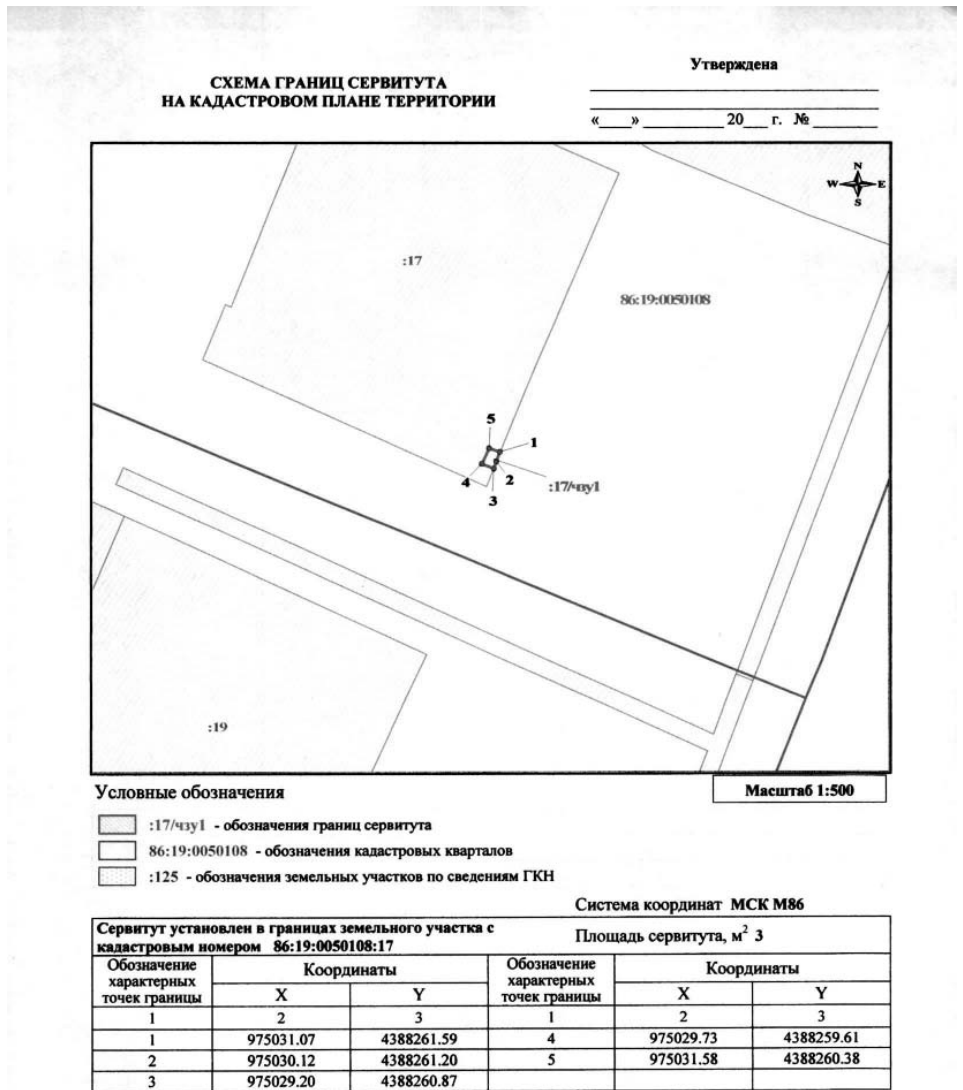 Утверждена
СХЕМА ГРАНИЦ СЕРВИТУТА
НА КАДАСТРОВОМ ПЛАНЕ ТЕРРИТОРИИ
«____» __________ 20___ г. № ________
N
W E
S
:17
86:19:0050108
5
1
4 2
:17/чзу1
3
:19
Условные обозначения
Масштаб 1:500
:17/чзу1 - обозначения границ сервитута
86:19:0050108 - обозначения кадастровых кварталов
:125 - обозначения земельных участков по сведениям ГКН
Система координат МСК М86
Сервитут установлен в границах земельного участка с
кадастровым номером 86:19:0050108:17
Площадь сервитута, м² 3
Обозначение характерных точек границы Координаты Обозначение характерных точек границы Координаты
X Y X Y
1 2 3 1 2 3
1 975031.07 4388261.59 4 975029.73 4388259.61
2 975030.12 4388261.20 5 975031.58 4388260.38
3 975029.20 4388260.87